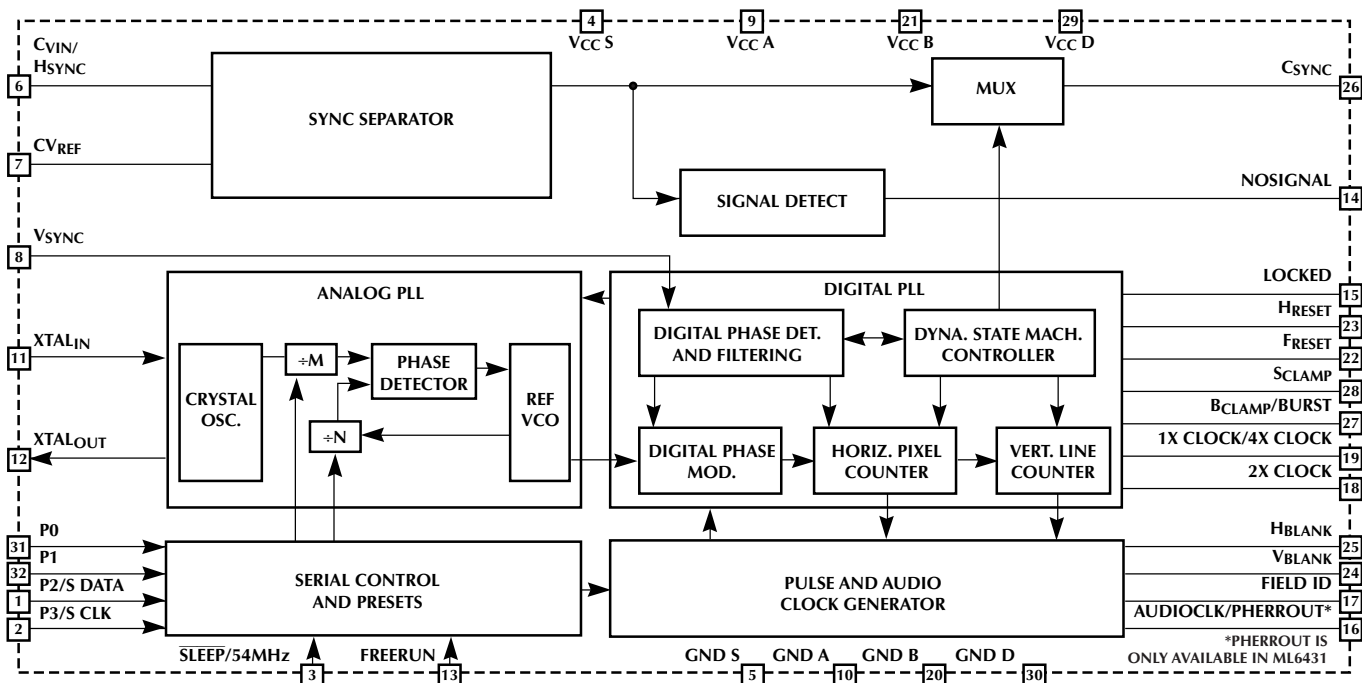 4
9
21
29
VCC S
VCC A
VCC B
VCC D
CVIN/
HSYNC
6
SYNC SEPARATOR
MUX
CSYNC
26
CVREF
7
SIGNAL DETECT
NOSIGNAL
14
VSYNC
8
ANALOG PLL
DIGITAL PLL
LOCKED
15
HRESET
23
FRESET
22
SCLAMP
28
BCLAMP/BURST
27
1X CLOCK/4X CLOCK
19
2X CLOCK
18
XTALIN
11
XTALOUT
12
CRYSTAL
OSC.
÷M
÷N
PHASE
DETECTOR
REF
VCO
DIGITAL PHASE DET.
AND FILTERING
DYNA. STATE MACH.
CONTROLLER
DIGITAL PHASE
MOD.
HORIZ. PIXEL
COUNTER
VERT. LINE
COUNTER
P0
31
P1
32
P2/S DATA
1
P3/S CLK
2
SERIAL CONTROL
AND PRESETS
PULSE AND AUDIO
CLOCK GENERATOR
HBLANK
25
VBLANK
24
FIELD ID
17
AUDIOCLK/PHERROUT*
16
*PHERROUT IS
ONLY AVAILABLE IN ML6431
SLEEP/54MHz
3
FREERUN
13
GND S
5
GND A
10
GND B
20
GND D
30